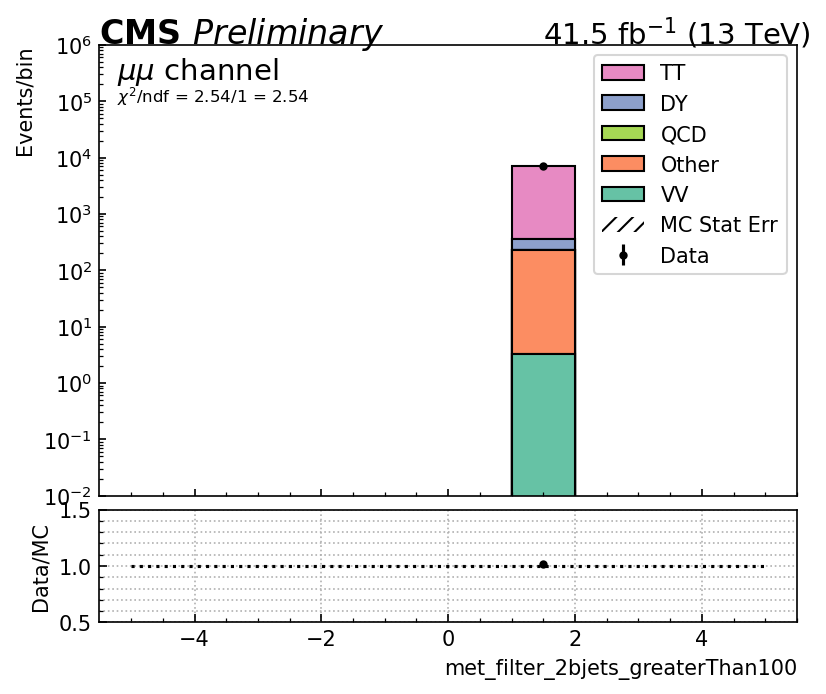 CMS Preliminary
41.5 fb⁻¹ (13 TeV)
Events/bin
10⁶
10⁵
10⁴
10³
10²
10¹
10⁰
10⁻¹
10⁻²
μμ channel
χ²/ndf = 2.54/1 = 2.54
TT
DY
QCD
Other
VV
MC Stat Err
Data
Data/MC
1.5
1.0
0.5
−4
−2
0
2
4
met_filter_2bjets_greaterThan100